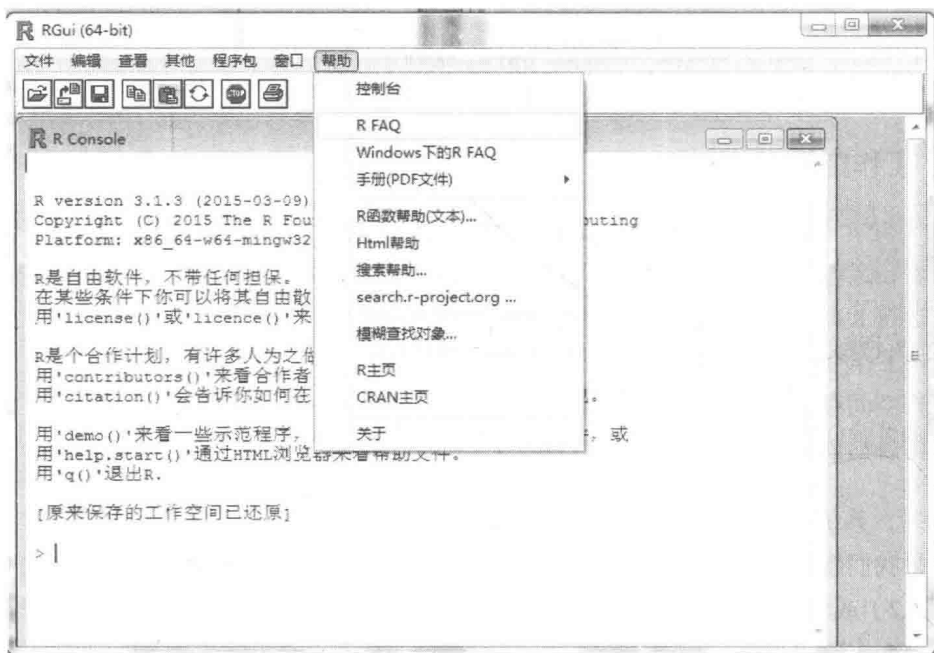 RGui (64-bit)
文件 编辑 查看 其他 程序包 窗口 帮助
控制台
R FAQ
Windows下的R FAQ
手册(PDF文件)
R函数帮助(文本)...
Html帮助
搜索帮助...
search.r-project.org ...
模糊查找对象...
R主页
CRAN主页
关于
R Console
R version 3.1.3 (2015-03-09)
Copyright (C) 2015 The R Fou uting
Platform: x86_64-w64-mingw32
R是自由软件，不带任何担保。
在某些条件下你可以将其自由散
用'license()'或'licence()'来
R是个合作计划，有许多人为之做
用'contributors()'来看合作者
用'citation()'会告诉你如何在 。
用'demo()'来看一些示范程序， ，或
用'help.start()'通过HTML浏览器来看帮助文件。
用'q()'退出R.
[原来保存的工作空间已还原]
>